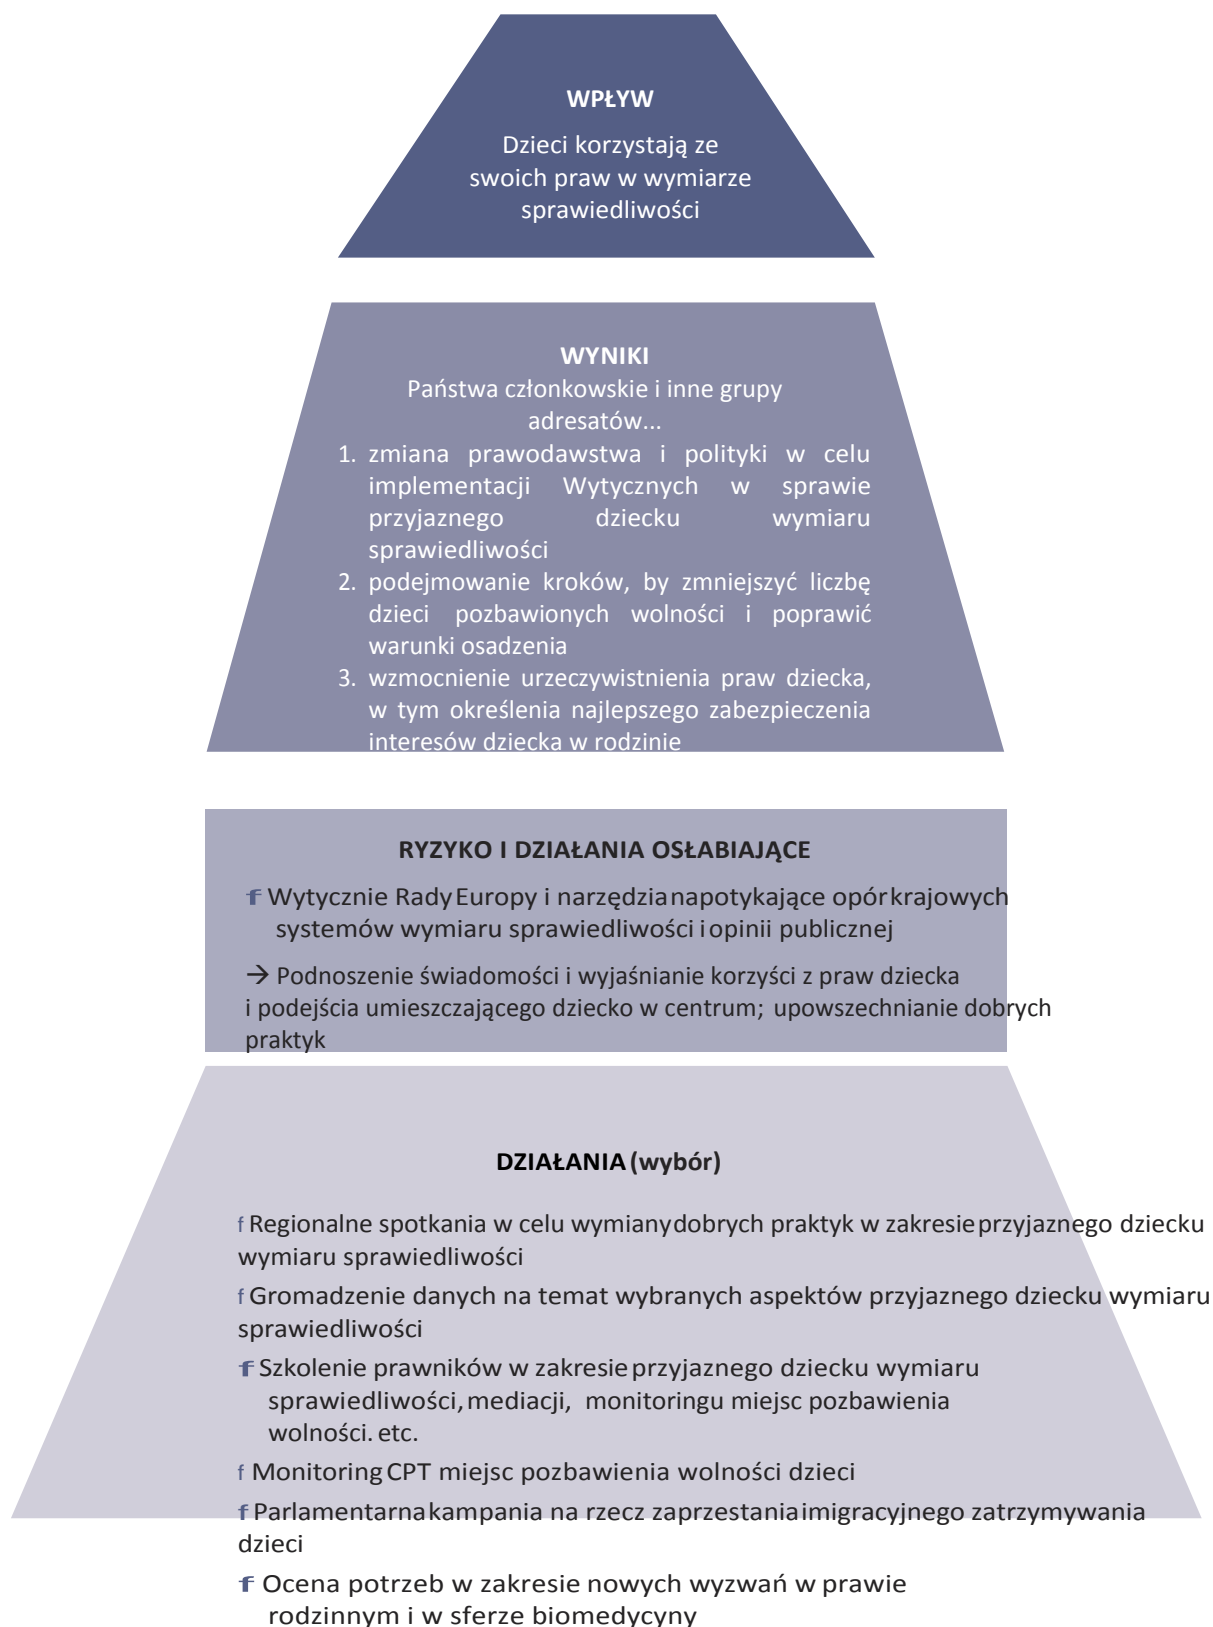 WPŁYW
Dzieci korzystają ze
swoich praw w wymiarze
sprawiedliwości
WYNIKI
Państwa członkowskie i inne grupy
adresatów...
1. zmiana prawodawstwa i polityki w celu
implementacji Wytycznych w sprawie
przyjaznego dziecku wymiaru
sprawiedliwości
2. podejmowanie kroków, by zmniejszyć liczbę
dzieci pozbawionych wolności i poprawić
warunki osadzenia
3. wzmocnienie urzeczywistnienia praw dziecka,
w tym określenia najlepszego zabezpieczenia
interesów dziecka w rodzinie
RYZYKO I DZIAŁANIA OSŁABIAJĄCE
f Wytycznie Rady Europy i narzędzia napotykające opór krajowych
systemów wymiaru sprawiedliwości i opinii publicznej
→ Podnoszenie świadomości i wyjaśnianie korzyści z praw dziecka
i podejścia umieszczającego dziecko w centrum; upowszechnianie dobrych
praktyk
DZIAŁANIA (wybór)
f Regionalne spotkania w celu wymiany dobrych praktyk w zakresie przyjaznego dziecku
wymiaru sprawiedliwości
f Gromadzenie danych na temat wybranych aspektów przyjaznego dziecku wymiaru
sprawiedliwości
f Szkolenie prawników w zakresie przyjaznego dziecku wymiaru
sprawiedliwości, mediacji, monitoringu miejsc pozbawienia
wolności. etc.
f Monitoring CPT miejsc pozbawienia wolności dzieci
f Parlamentarna kampania na rzecz zaprzestania imigracyjnego zatrzymywania
dzieci
f Ocena potrzeb w zakresie nowych wyzwań w prawie
rodzinnym i w sferze biomedycyny